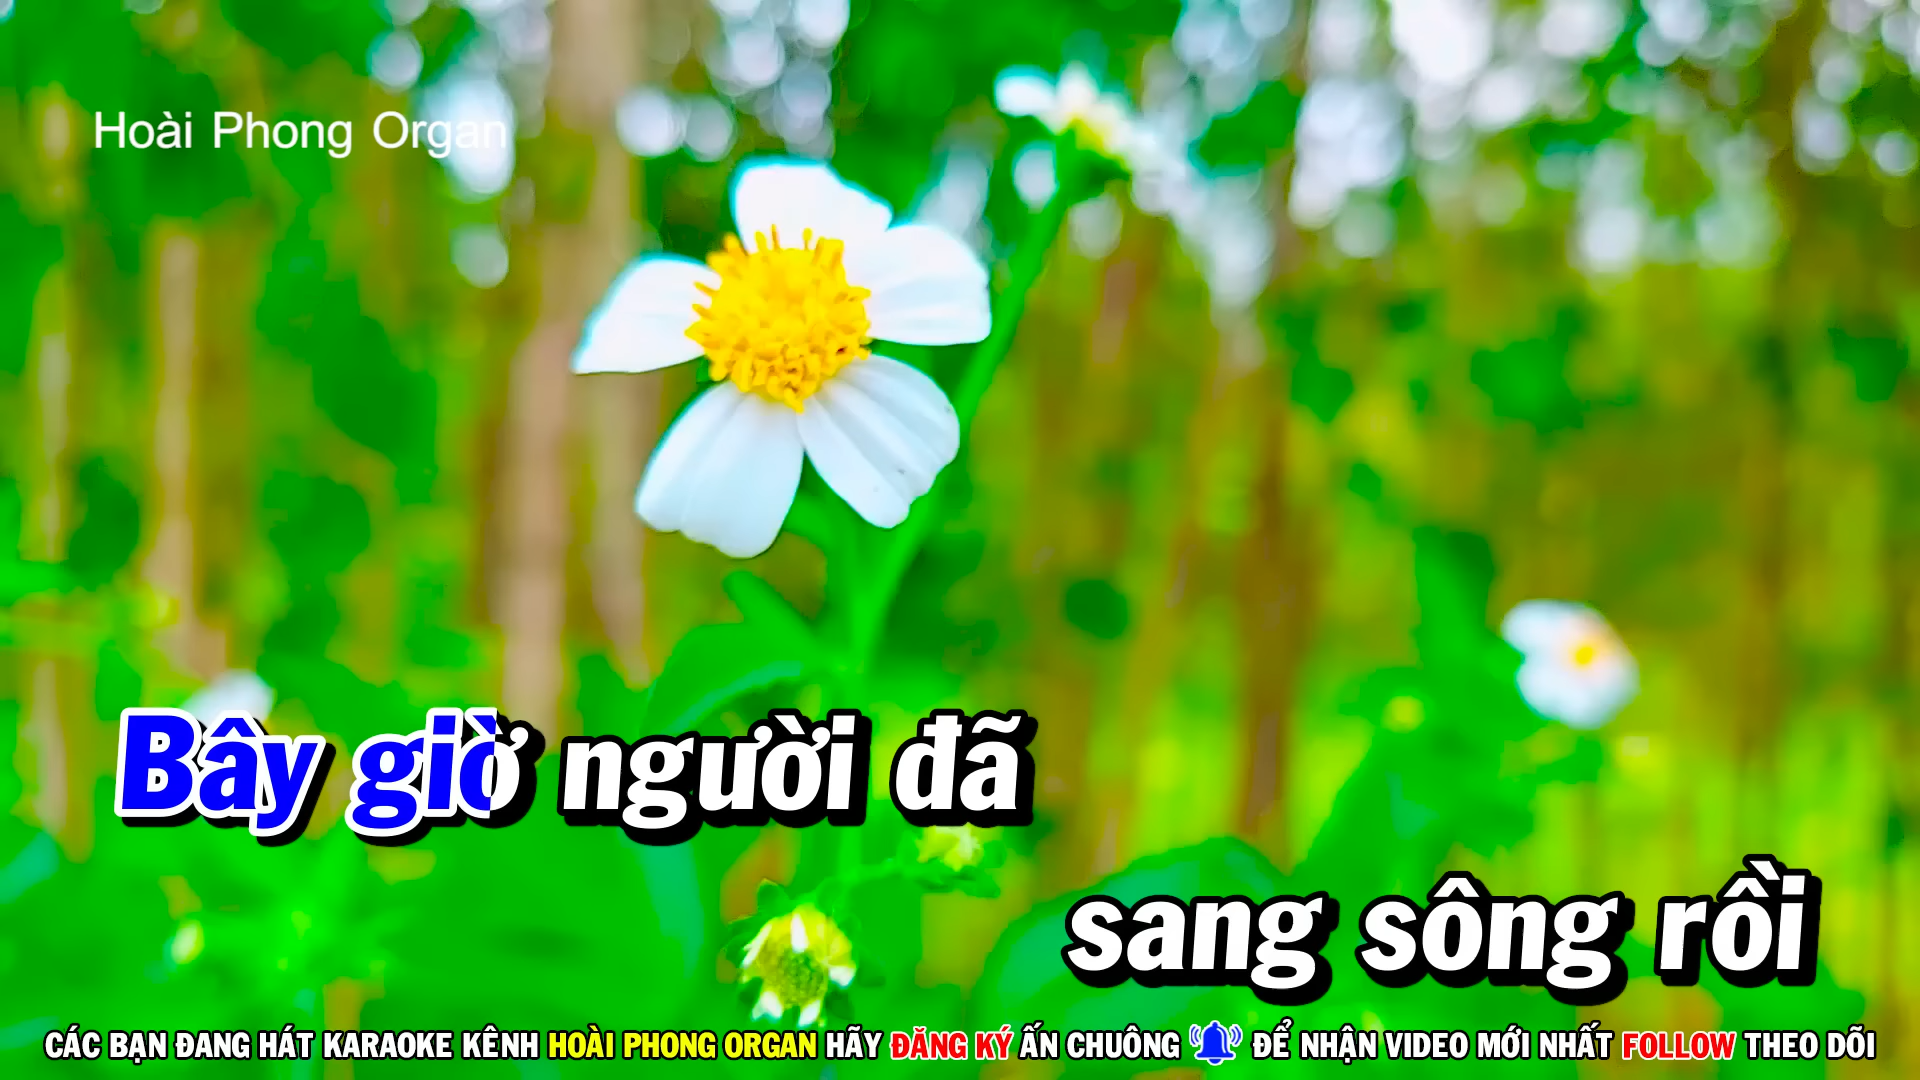 Hoài Phong Organ
Bây giờ người đã
sang sông rồi
CÁC BẠN ĐANG HÁT KARAOKE KÊNH HOÀI PHONG ORGAN HÃY ĐĂNG KÝ ẤN CHUÔNG ĐỂ NHẬN VIDEO MỚI NHẤT FOLLOW THEO DÕI